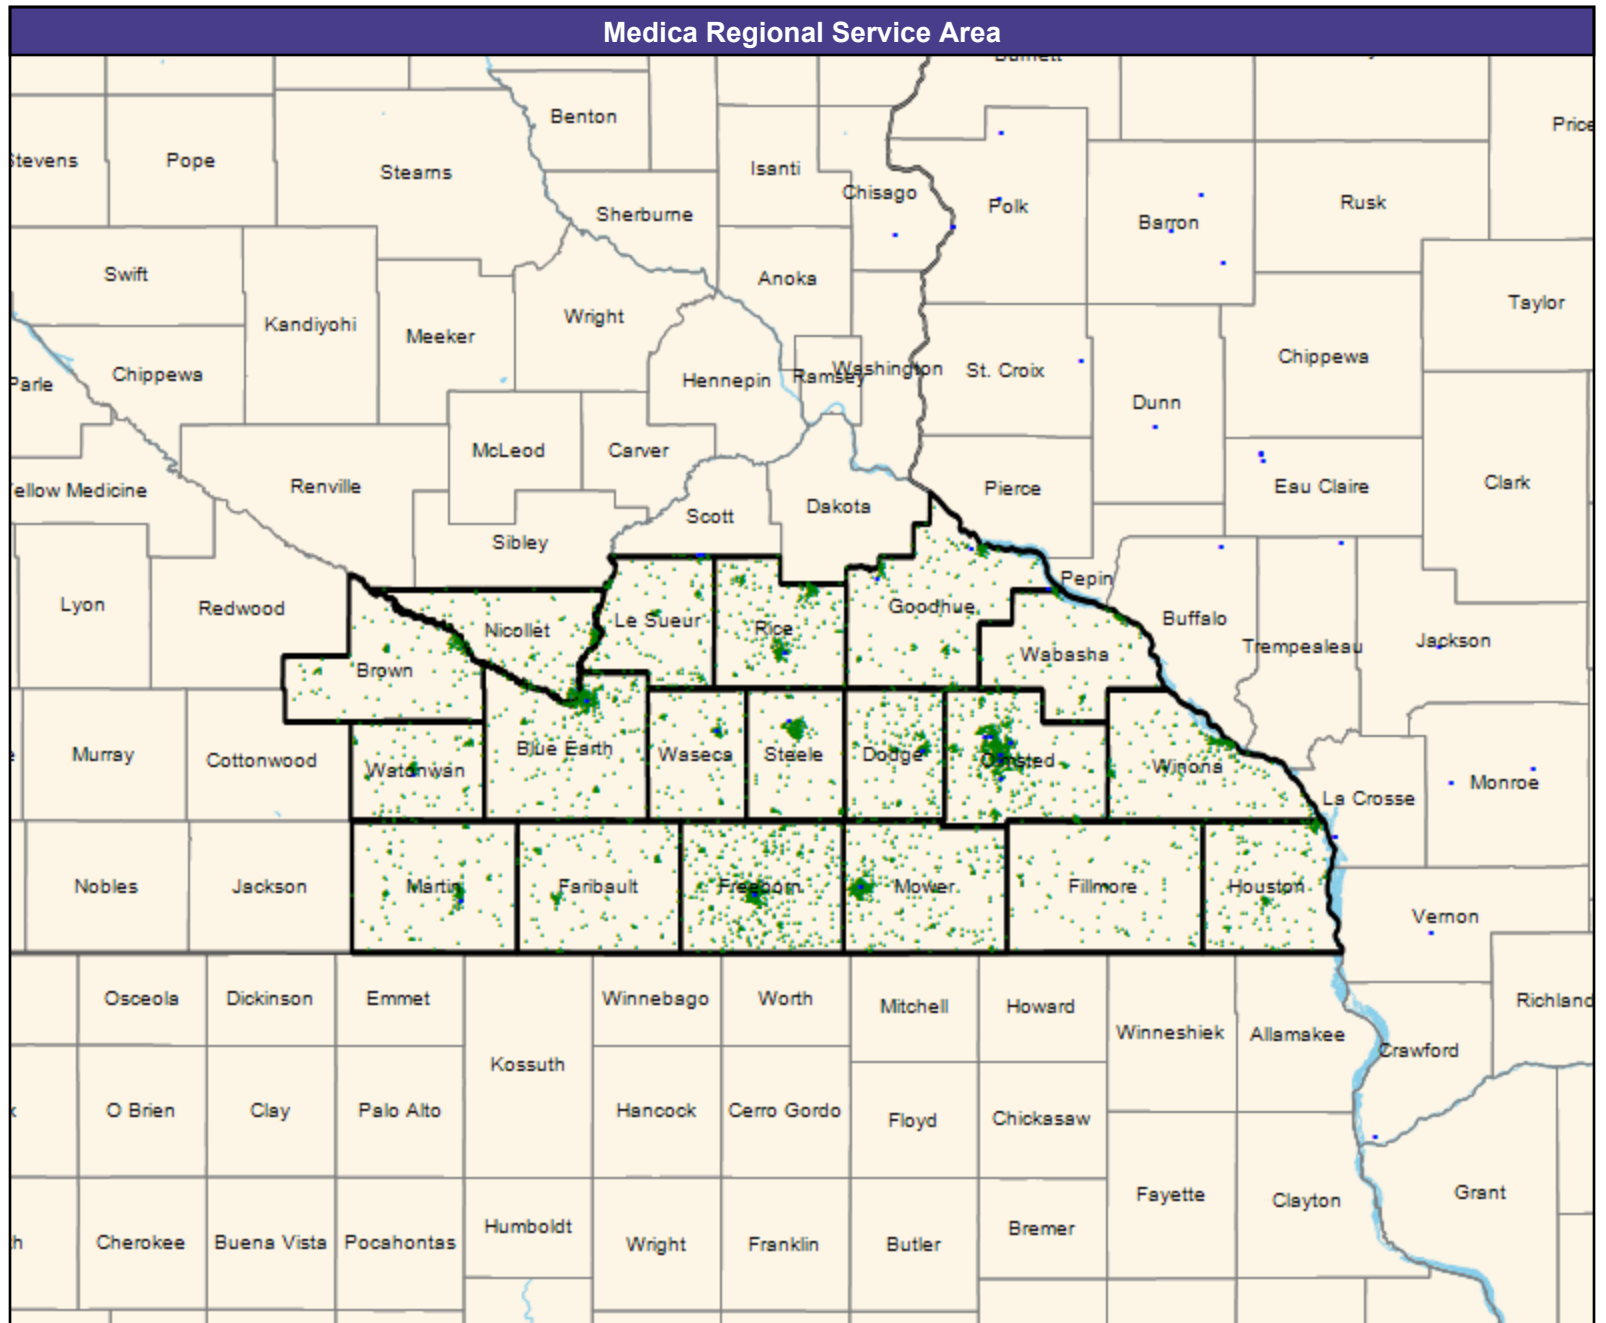 Medica Regional Service Area
Benton
Price
Pope
Stearns
Isanti
Chisago
Polk
Barron
Rusk
Sherburne
Swift
Anoka
Taylor
Kandiyohi
Meeker
Wright
Chippewa
Hennepin
Ramsey
Washington
St. Croix
Chippewa
Parle
Dunn
McLeod
Carver
Renville
ellow Medicine
Scott
Dakota
Pierce
Eau Claire
Clark
Sibley
Pepin
Lyon
Redwood
Nicollet
Le Sueur
Rice
Goodhue
Buffalo
Trempealeau
Jackson
Brown
Wabasha
Murray
Cottonwood
Watonwan
Blue Earth
Waseca
Steele
Dodge
Olmsted
Winona
La Crosse
Monroe
Nobles
Jackson
Martin
Faribault
Freeborn
Mower
Fillmore
Houston
Vernon
Osceola
Dickinson
Emmet
Winnebago
Worth
Mitchell
Howard
Richland
Winneshiek
Allamakee
Crawford
Kossuth
O Brien
Clay
Palo Alto
Hancock
Cerro Gordo
Floyd
Chickasaw
Fayette
Clayton
Grant
Cherokee
Buena Vista
Pocahontas
Humboldt
Wright
Franklin
Butler
Bremer